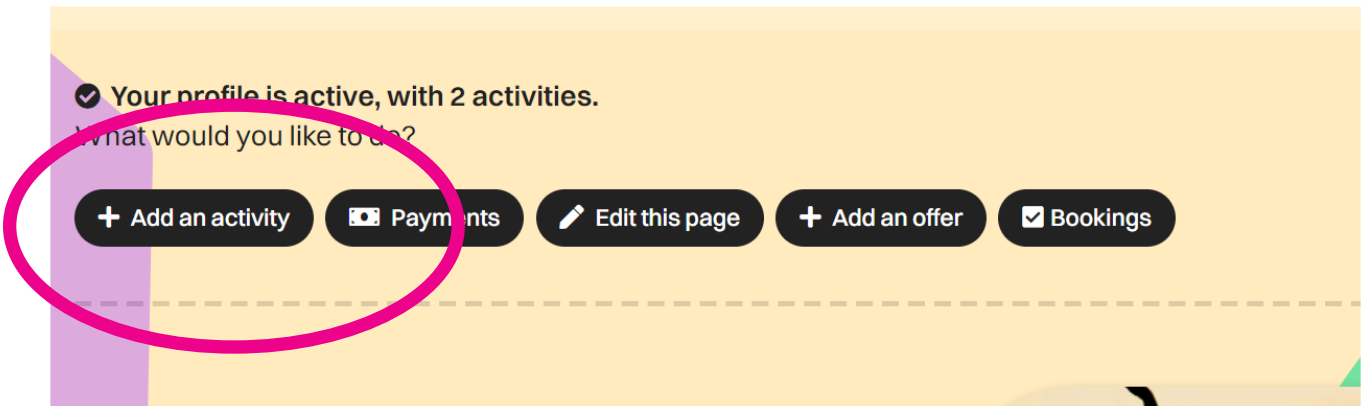 Your profile is active, with 2 activities.
What would you like to do?
Add an activity Payments Edit this page Add an offer Bookings